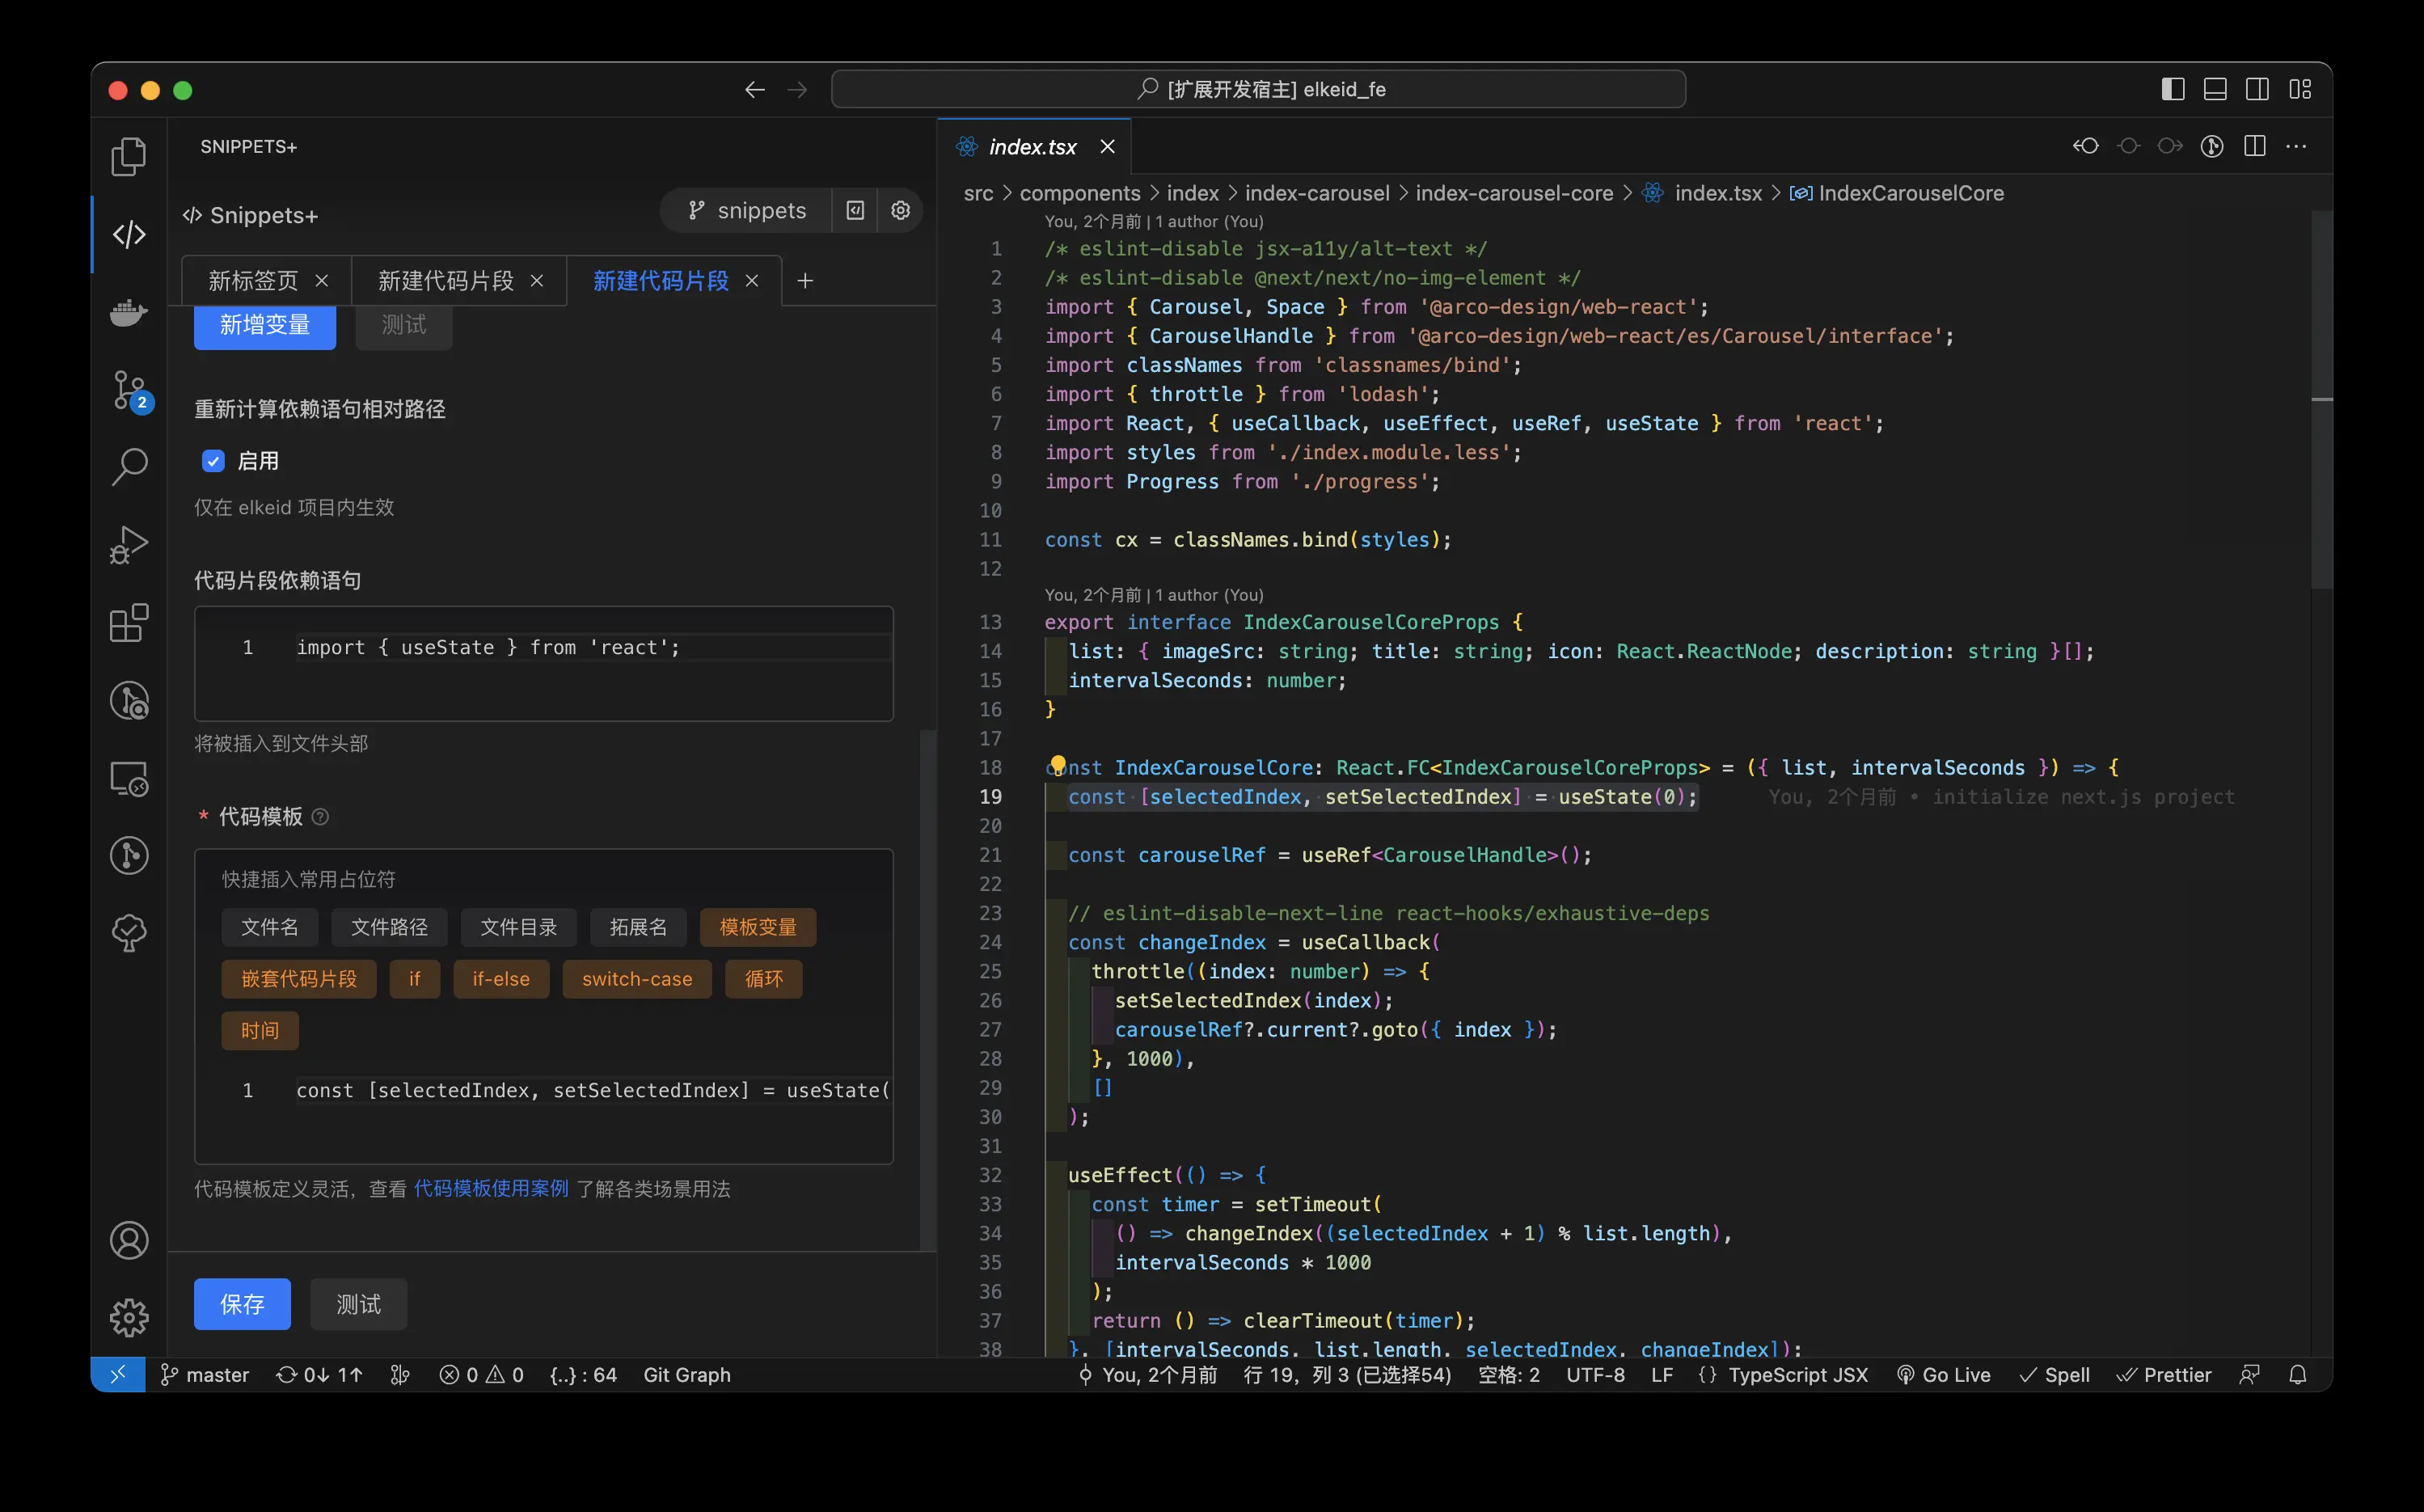 [扩展开发宿主] elkeid_fe
SNIPPETS+
Snippets+
snippets
新标签页
新建代码片段
新建代码片段
新增变量
测试
重新计算依赖语句相对路径
启用
仅在 elkeid 项目内生效
代码片段依赖语句
1 import { useState } from 'react';
将被插入到文件头部
* 代码模板
快捷插入常用占位符
文件名 文件路径 文件目录 拓展名 模板变量
嵌套代码片段 if if-else switch-case 循环
时间
1 const [selectedIndex, setSelectedIndex] = useState(
代码模板定义灵活，查看 代码模板使用案例 了解各类场景用法
保存 测试
2
index.tsx
src > components > index > index-carousel > index-carousel-core > index.tsx > IndexCarouselCore
You, 2个月前 | 1 author (You)
1 /* eslint-disable jsx-a11y/alt-text */
2 /* eslint-disable @next/next/no-img-element */
3 import { Carousel, Space } from '@arco-design/web-react';
4 import { CarouselHandle } from '@arco-design/web-react/es/Carousel/interface';
5 import classNames from 'classnames/bind';
6 import { throttle } from 'lodash';
7 import React, { useCallback, useEffect, useRef, useState } from 'react';
8 import styles from './index.module.less';
9 import Progress from './progress';
10
11 const cx = classNames.bind(styles);
12
You, 2个月前 | 1 author (You)
13 export interface IndexCarouselCoreProps {
14 list: { imageSrc: string; title: string; icon: React.ReactNode; description: string }[];
15 intervalSeconds: number;
16 }
17
18 const IndexCarouselCore: React.FC<IndexCarouselCoreProps> = ({ list, intervalSeconds }) => {
19 const [selectedIndex, setSelectedIndex] = useState(0); You, 2个月前 • initialize next.js project
20
21 const carouselRef = useRef<CarouselHandle>();
22
23 // eslint-disable-next-line react-hooks/exhaustive-deps
24 const changeIndex = useCallback(
25 throttle((index: number) => {
26 setSelectedIndex(index);
27 carouselRef?.current?.goto({ index });
28 }, 1000),
29 []
30 );
31
32 useEffect(() => {
33 const timer = setTimeout(
34 () => changeIndex((selectedIndex + 1) % list.length),
35 intervalSeconds * 1000
36 );
37 return () => clearTimeout(timer);
38 }, [intervalSeconds, list.length, selectedIndex, changeIndex]);
master 0↓ 1↑ 0 0 {..} : 64 Git Graph You, 2个月前 行 19，列 3 (已选择54) 空格: 2 UTF-8 LF {} TypeScript JSX Go Live Spell Prettier